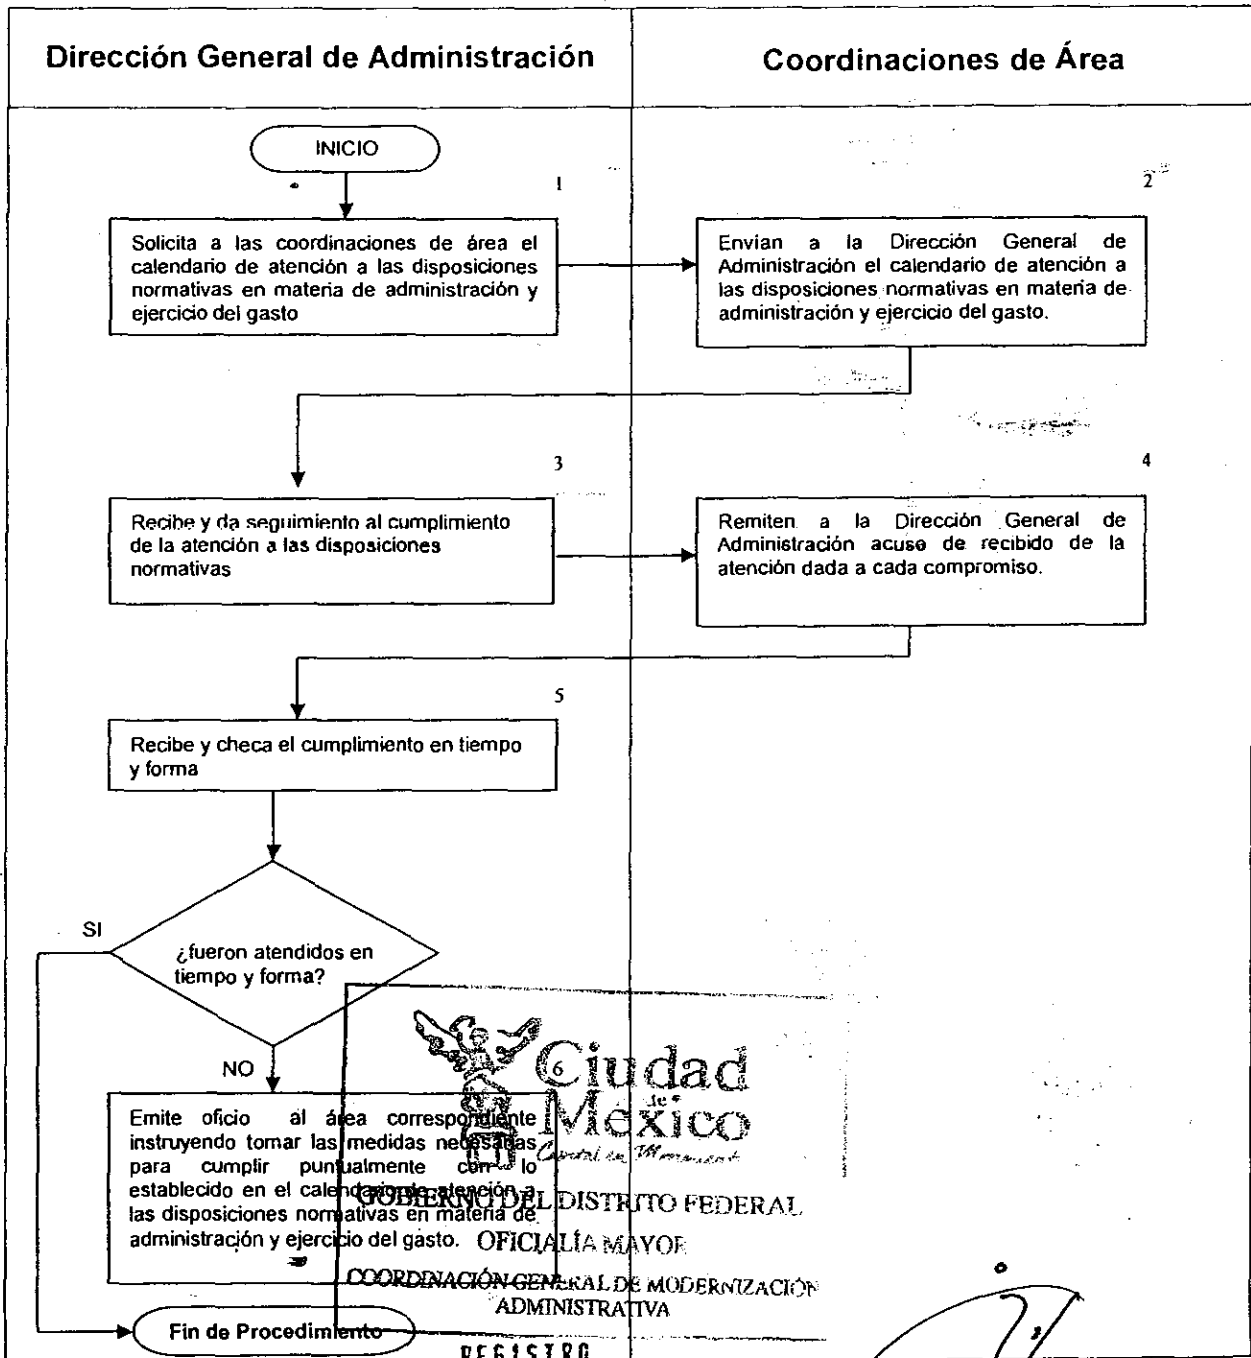 Dirección General de Administración
Coordinaciones de Área
INICIO
1
Solicita a las coordinaciones de área el
calendario de atención a las disposiciones
normativas en materia de administración y
ejercicio del gasto
2
Envían a la Dirección General de
Administración el calendario de atención a
las disposiciones normativas en materia de
administración y ejercicio del gasto.
3
Recibe y da seguimiento al cumplimiento
de la atención a las disposiciones
normativas
4
Remiten a la Dirección General de
Administración acuse de recibido de la
atención dada a cada compromiso.
5
Recibe y checa el cumplimiento en tiempo
y forma
SI
¿fueron atendidos en
tiempo y forma?
NO
6
Emite oficio al área correspondiente
instruyendo tomar las medidas necesarias
para cumplir puntualmente con lo
establecido en el calendario de atención a
las disposiciones normativas en materia de
administración y ejercicio del gasto.
Fin de Procedimiento
Ciudad
de
México
Capital en Movimiento
GOBIERNO DEL DISTRITO FEDERAL
OFICIALÍA MAYOR
COORDINACIÓN GENERAL DE MODERNIZACIÓN
ADMINISTRATIVA
REGISTRO